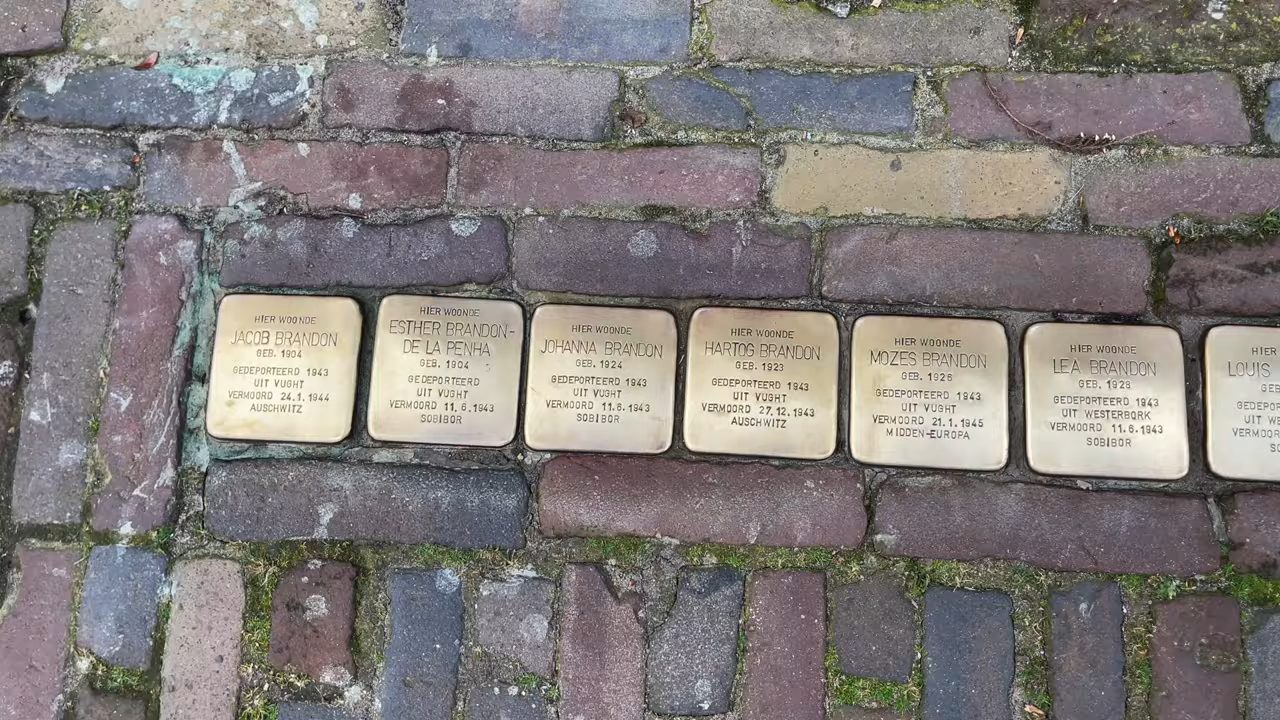 HIER WOONDE
JACOB BRANDON
GEB. 1904
GEDEPORTEERD 1943
UIT VUGHT
VERMOORD 24.1.1944
AUSCHWITZ
HIER WOONDE
ESTHER BRANDON-
DE LA PENHA
GEB. 1904
GEDEPORTEERD
UIT VUGHT
VERMOORD 11.6.1943
SOBIBOR
HIER WOONDE
JOHANNA BRANDON
GEB. 1924
GEDEPORTEERD 1943
UIT VUGHT
VERMOORD 11.6.1943
SOBIBOR
HIER WOONDE
HARTOG BRANDON
GEB. 1923
GEDEPORTEERD 1943
UIT VUGHT
VERMOORD 27.12.1943
AUSCHWITZ
HIER WOONDE
MOZES BRANDON
GEB. 1926
GEDEPORTEERD 1943
UIT VUGHT
VERMOORD 21.1.1945
MIDDEN-EUROPA
HIER WOONDE
LEA BRANDON
GEB. 1928
GEDEPORTEERD 1943
UIT WESTERBORK
VERMOORD 11.6.1943
SOBIBOR
HIER
LOUIS
UIT